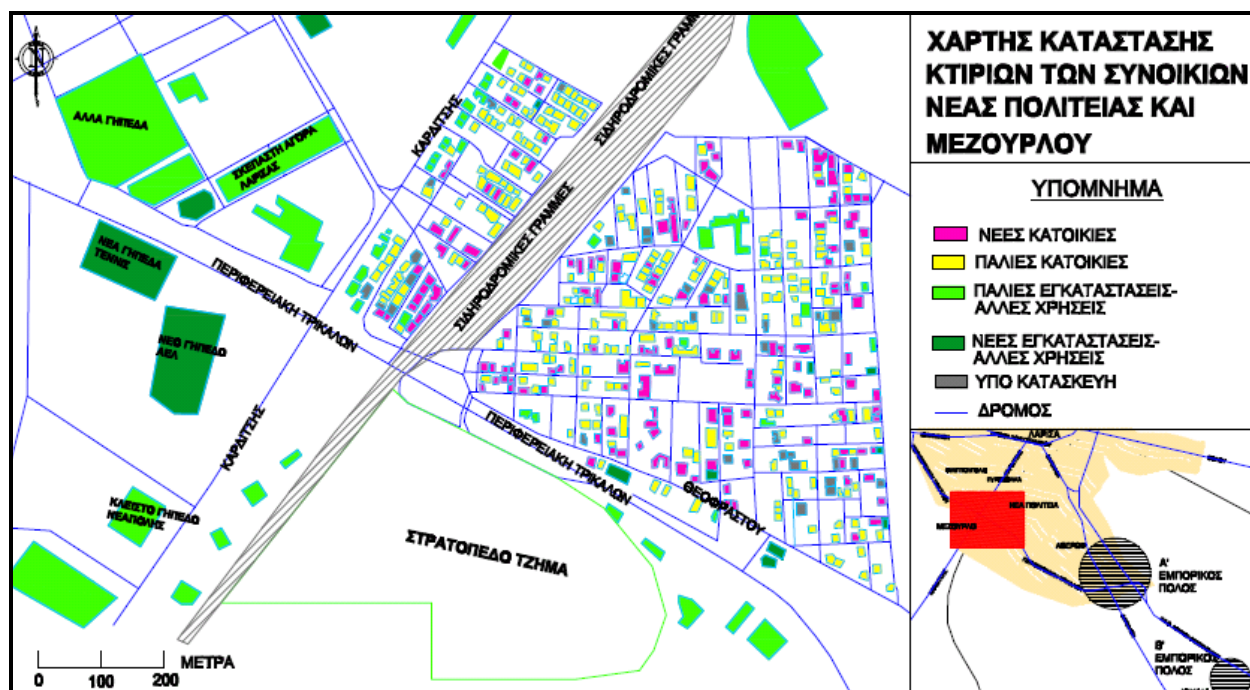 ΧΑΡΤΗΣ ΚΑΤΑΣΤΑΣΗΣ
ΚΤΙΡΙΩΝ ΤΩΝ ΣΥΝΟΙΚΙΩΝ
ΝΕΑΣ ΠΟΛΙΤΕΙΑΣ ΚΑΙ
ΜΕΖΟΥΡΛΟΥ
ΥΠΟΜΝΗΜΑ
ΝΕΕΣ ΚΑΤΟΙΚΙΕΣ
ΠΑΛΙΕΣ ΚΑΤΟΙΚΙΕΣ
ΠΑΛΙΕΣ ΕΓΚΑΤΑΣΤΑΣΕΙΣ-
ΑΛΛΕΣ ΧΡΗΣΕΙΣ
ΝΕΕΣ ΕΓΚΑΤΑΣΤΑΣΕΙΣ-
ΑΛΛΕΣ ΧΡΗΣΕΙΣ
ΥΠΟ ΚΑΤΑΣΚΕΥΗ
ΔΡΟΜΟΣ
N
ΑΛΛΑ ΓΗΠΕΔΑ
ΣΚΕΠΑΣΤΗ ΑΓΟΡΑ
ΛΑΡΙΣΑΣ
ΚΑΡΔΙΤΣΗΣ
ΣΙΔΗΡΟΔΡΟΜΙΚΕΣ ΓΡΑΜΜ
ΣΙΔΗΡΟΔΡΟΜΙΚΕΣ ΓΡΑΜΜΕΣ
ΝΕΑ ΓΗΠΕΔΑ
ΤΕΝΝΙΣ
ΠΕΡΙΦΕΡΕΙΑΚΗ ΤΡΙΚΑΛΩΝ
ΝΕΟ ΓΗΠΕΔΟ
ΑΕΛ
ΚΑΡΔΙΤΣΗΣ
ΠΕΡΙΦΕΡΕΙΑΚΗ ΤΡΙΚΑΛΩΝ
ΘΕΟΦΡΑΣΤΟΥ
ΚΛΕΙΣΤΟ ΓΗΠΕΔΟ
ΝΕΑΠΟΛΗΣ
ΣΤΡΑΤΟΠΕΔΟ ΤΖΗΜΑ
ΜΕΤΡΑ
0 100 200
ΛΑΡΙΣΑ
ΝΕΑ ΠΟΛΙΤΕΙΑ
ΜΕΖΟΥΡΛΟ
Α'
ΕΜΠΟΡΙΚΟΣ
ΠΟΛΟΣ
Β'
ΕΜΠΟΡΙΚΟΣ
ΠΟΛΟΣ